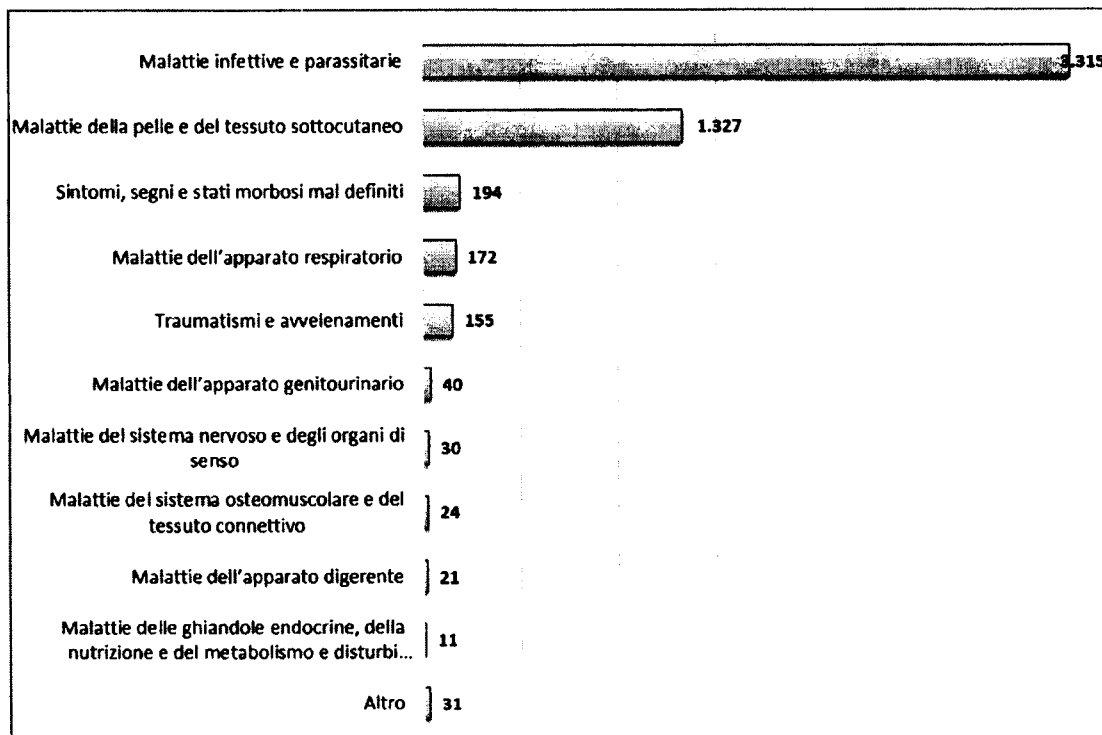 Malattie infettive e parassitarie
3.315
Malattie della pelle e del tessuto sottocutaneo
1.327
Sintomi, segni e stati morbosi mal definiti
194
Malattie dell'apparato respiratorio
172
Traumatismi e avvelenamenti
155
Malattie dell'apparato genitourinario
40
Malattie del sistema nervoso e degli organi di
senso
30
Malattie del sistema osteomuscolare e del
tessuto connettivo
24
Malattie dell'apparato digerente
21
Malattie delle ghiandole endocrine, della
nutrizione e del metabolismo e disturbi...
11
Altro
31